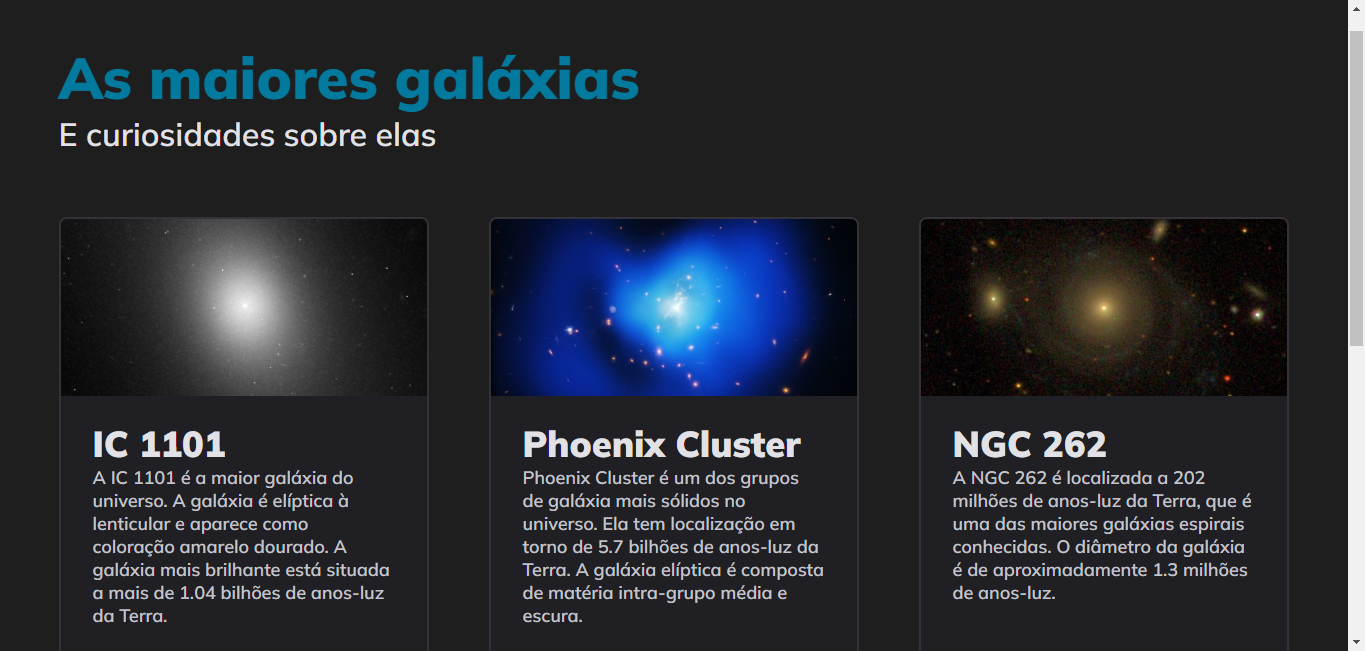 As maiores galáxias
E curiosidades sobre elas
IC 1101
A IC 1101 é a maior galáxia do
universo. A galáxia é elíptica à
lenticular e aparece como
coloração amarelo dourado. A
galáxia mais brilhante está situada
a mais de 1.04 bilhões de anos-luz
da Terra.
Phoenix Cluster
Phoenix Cluster é um dos grupos
de galáxia mais sólidos no
universo. Ela tem localização em
torno de 5.7 bilhões de anos-luz da
Terra. A galáxia elíptica é composta
de matéria intra-grupo média e
escura.
NGC 262
A NGC 262 é localizada a 202
milhões de anos-luz da Terra, que é
uma das maiores galáxias espirais
conhecidas. O diâmetro da galáxia
é de aproximadamente 1.3 milhões
de anos-luz.